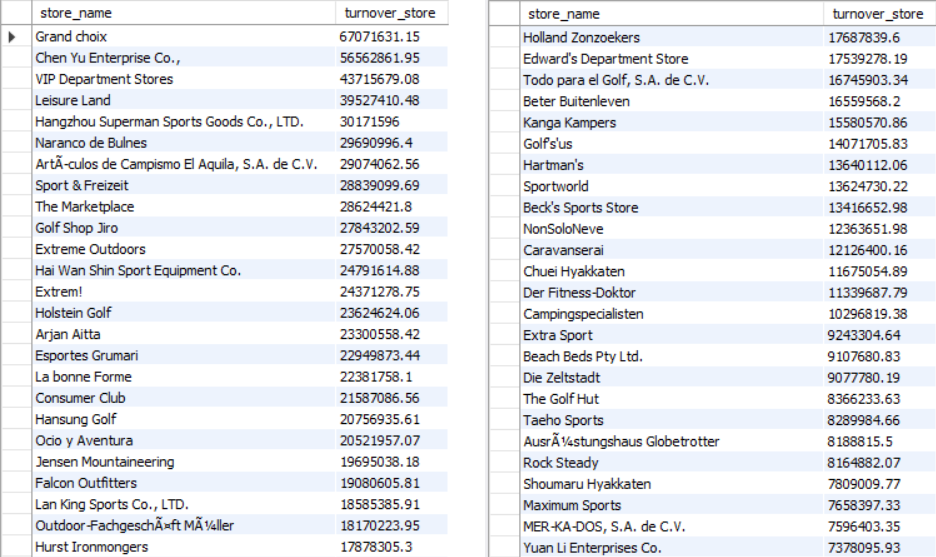 store_name turnover_store
Grand choix 67071631.15
Chen Yu Enterprise Co., 56562861.95
VIP Department Stores 43715679.08
Leisure Land 39527410.48
Hangzhou Superman Sports Goods Co., LTD. 30171596
Naranco de Bulnes 29690996.4
ArtÃ-culos de Campismo El Aquila, S.A. de C.V. 29074062.56
Sport & Freizeit 28839099.69
The Marketplace 28624421.8
Golf Shop Jiro 27843202.59
Extreme Outdoors 27570058.42
Hai Wan Shin Sport Equipment Co. 24791614.88
Extrem! 24371278.75
Holstein Golf 23624624.06
Arjan Aitta 23300558.42
Esportes Grumari 22949873.44
La bonne Forme 22381758.1
Consumer Club 21587086.56
Hansung Golf 20756935.61
Ocio y Aventura 20521957.07
Jensen Mountaineering 19695038.18
Falcon Outfitters 19080605.81
Lan King Sports Co., LTD. 18585385.91
Outdoor-FachgeschÃ¤ft MÃ¼ller 18170223.95
Hurst Ironmongers 17878305.3
store_name turnover_store
Holland Zonzoekers 17687839.6
Edward's Department Store 17539278.19
Todo para el Golf, S.A. de C.V. 16745903.34
Beter Buitenleven 16559568.2
Kanga Kampers 15580570.86
Golf's'us 14071705.83
Hartman's 13640112.06
Sportworld 13624730.22
Beck's Sports Store 13416652.98
NonSoloNeve 12363651.98
Caravanserai 12126400.16
Chuei Hyakkaten 11675054.89
Der Fitness-Doktor 11339687.79
Campingspecialisten 10296819.38
Extra Sport 9243304.64
Beach Beds Pty Ltd. 9107680.83
Die Zeltstadt 9077780.19
The Golf Hut 8366233.63
Taeho Sports 8289984.66
AusrÃ¼stungshaus Globetrotter 8188815.5
Rock Steady 8164882.07
Shoumaru Hyakkaten 7809009.77
Maximum Sports 7658397.33
MER-KA-DOS, S.A. de C.V. 7596403.35
Yuan Li Enterprises Co. 7378095.93